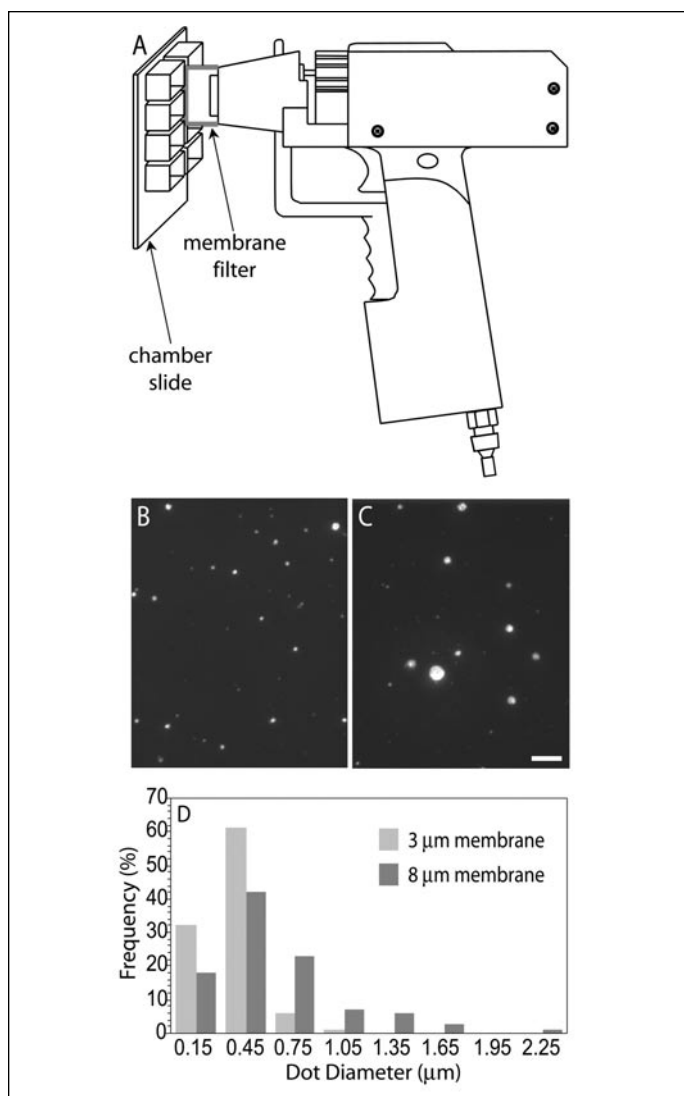 A
membrane
filter
chamber
slide
B
C
D
70
60
50
40
30
20
10
0
Frequency (%)
3 μm membrane
8 μm membrane
0.15 0.45 0.75 1.05 1.35 1.65 1.95 2.25
Dot Diameter (μm)